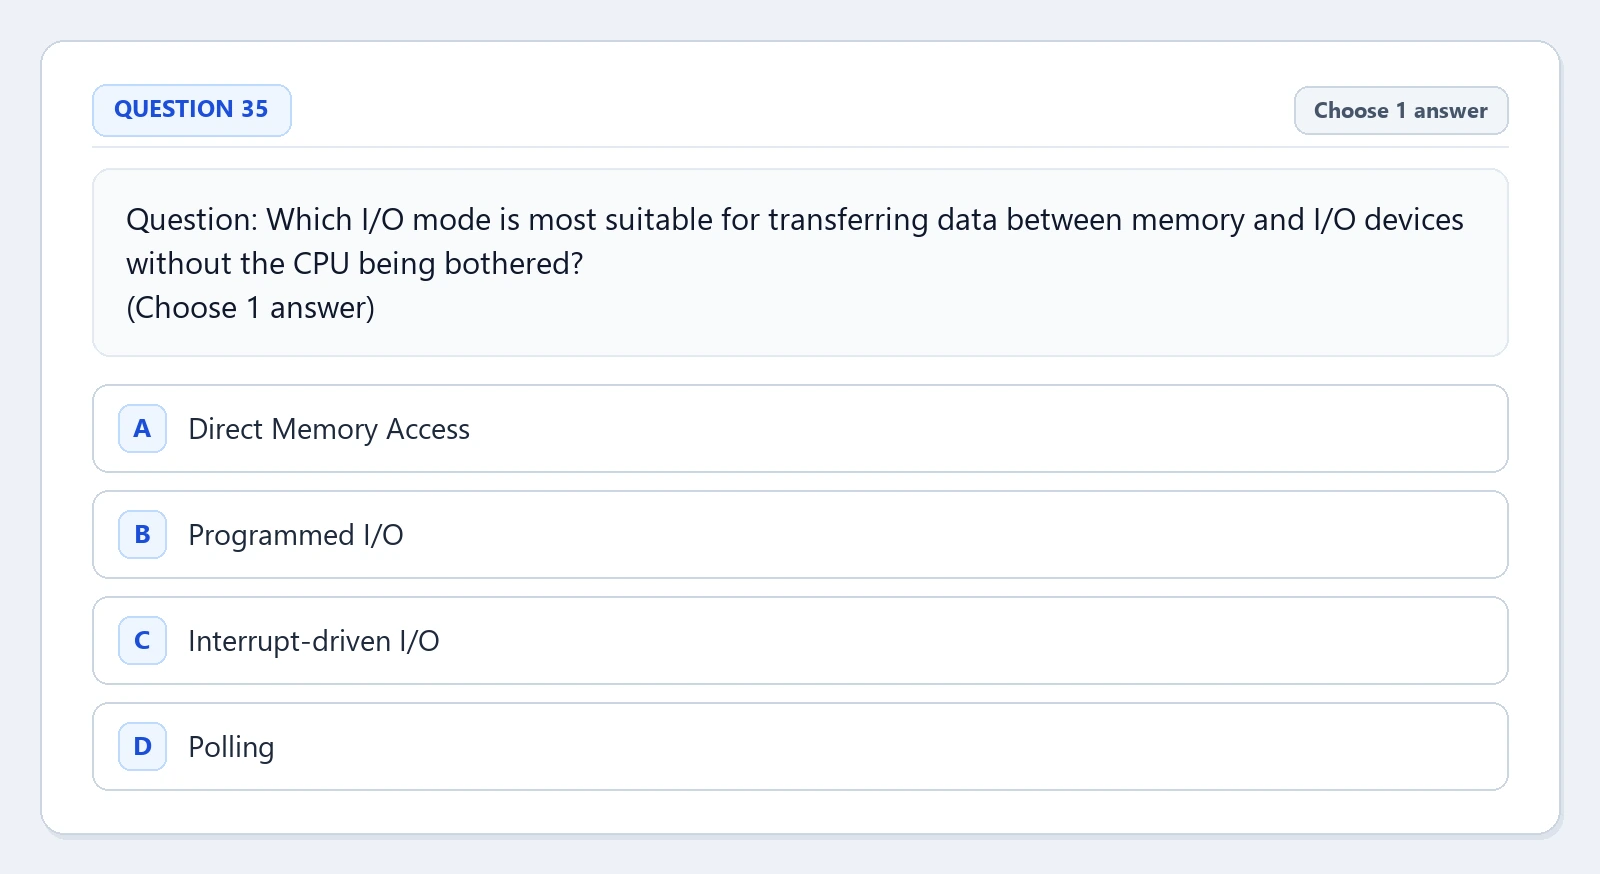 QUESTION 35
Choose 1 answer
Question: Which I/O mode is most suitable for transferring data between memory and I/O devices
without the CPU being bothered?
(Choose 1 answer)
A Direct Memory Access
B Programmed I/O
C Interrupt-driven I/O
D Polling